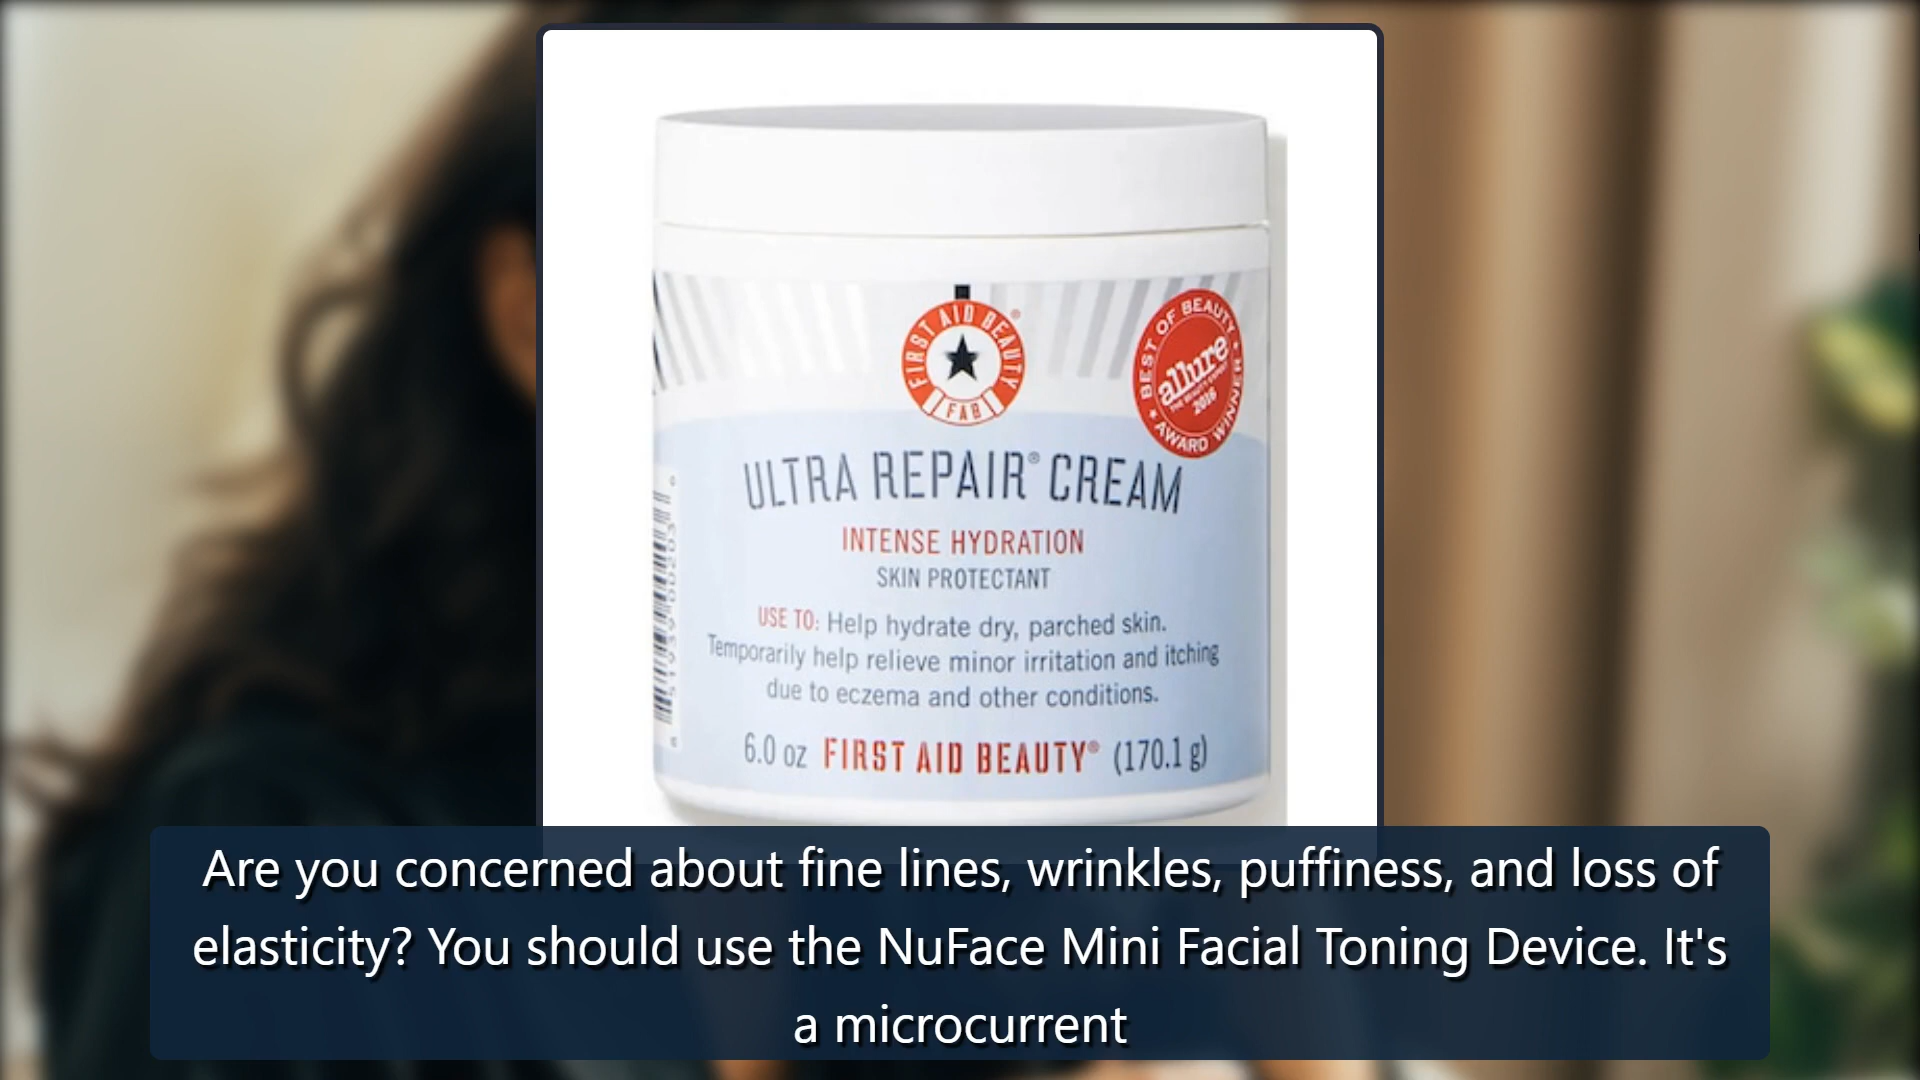 FIRST AID BEAUTY®
FAB
BEST OF BEAUTY
allure
THE BEAUTY EXPERT
2016
AWARD WINNER
ULTRA REPAIR® CREAM
INTENSE HYDRATION
SKIN PROTECTANT
USE TO: Help hydrate dry, parched skin.
Temporarily help relieve minor irritation and itching
due to eczema and other conditions.
6.0 oz FIRST AID BEAUTY® (170.1 g)
Are you concerned about fine lines, wrinkles, puffiness, and loss of
elasticity? You should use the NuFace Mini Facial Toning Device. It's
a microcurrent